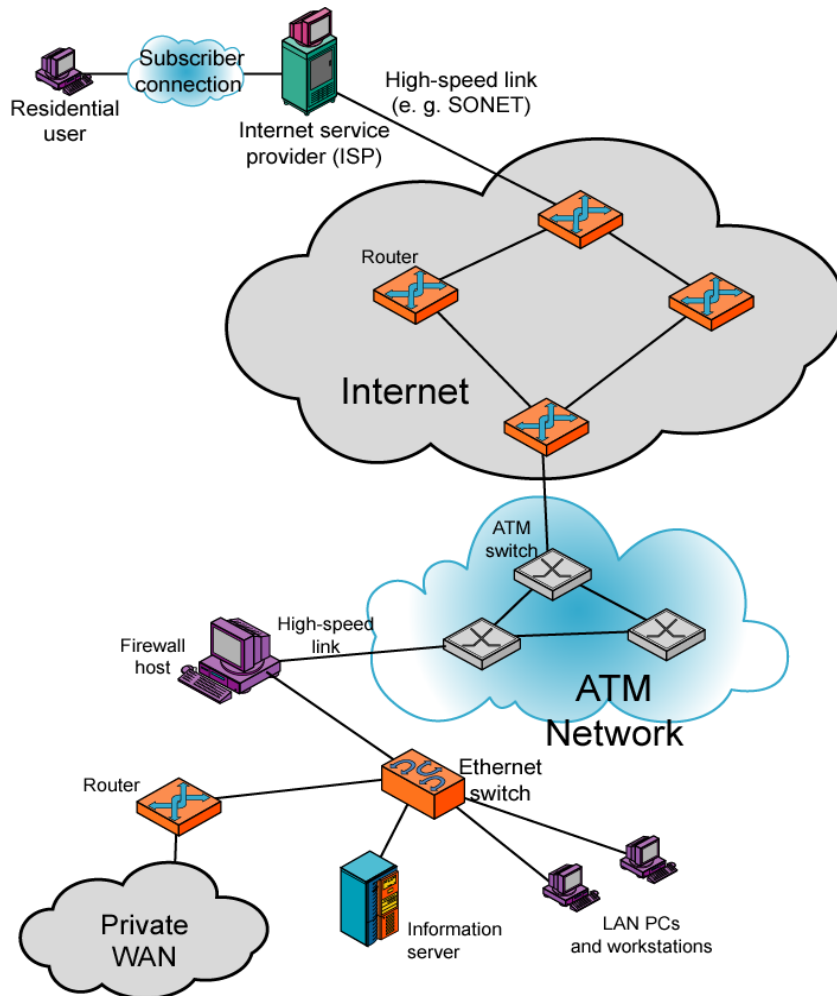 Subscriber
connection
Residential
user
Internet service
provider (ISP)
High-speed link
(e. g. SONET)
Router
Internet
ATM
switch
High-speed
link
Firewall
host
ATM
Network
Ethernet
switch
Router
Private
WAN
Information
server
LAN PCs
and workstations